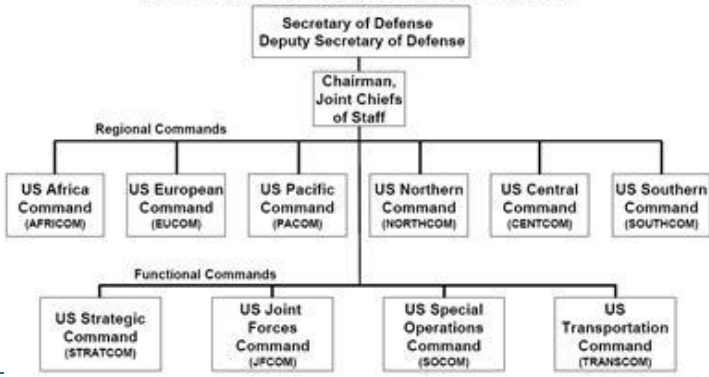 Secretary of Defense
Deputy Secretary of Defense
Chairman,
Joint Chiefs
of Staff
Regional Commands
US Africa
Command
(AFRICOM)
US European
Command
(EUCOM)
US Pacific
Command
(PACOM)
US Northern
Command
(NORTHCOM)
US Central
Command
(CENTCOM)
US Southern
Command
(SOUTHCOM)
Functional Commands
US Strategic
Command
(STRATCOM)
US Joint
Forces
Command
(JFCOM)
US Special
Operations
Command
(SOCOM)
US
Transportation
Command
(TRANSCOM)